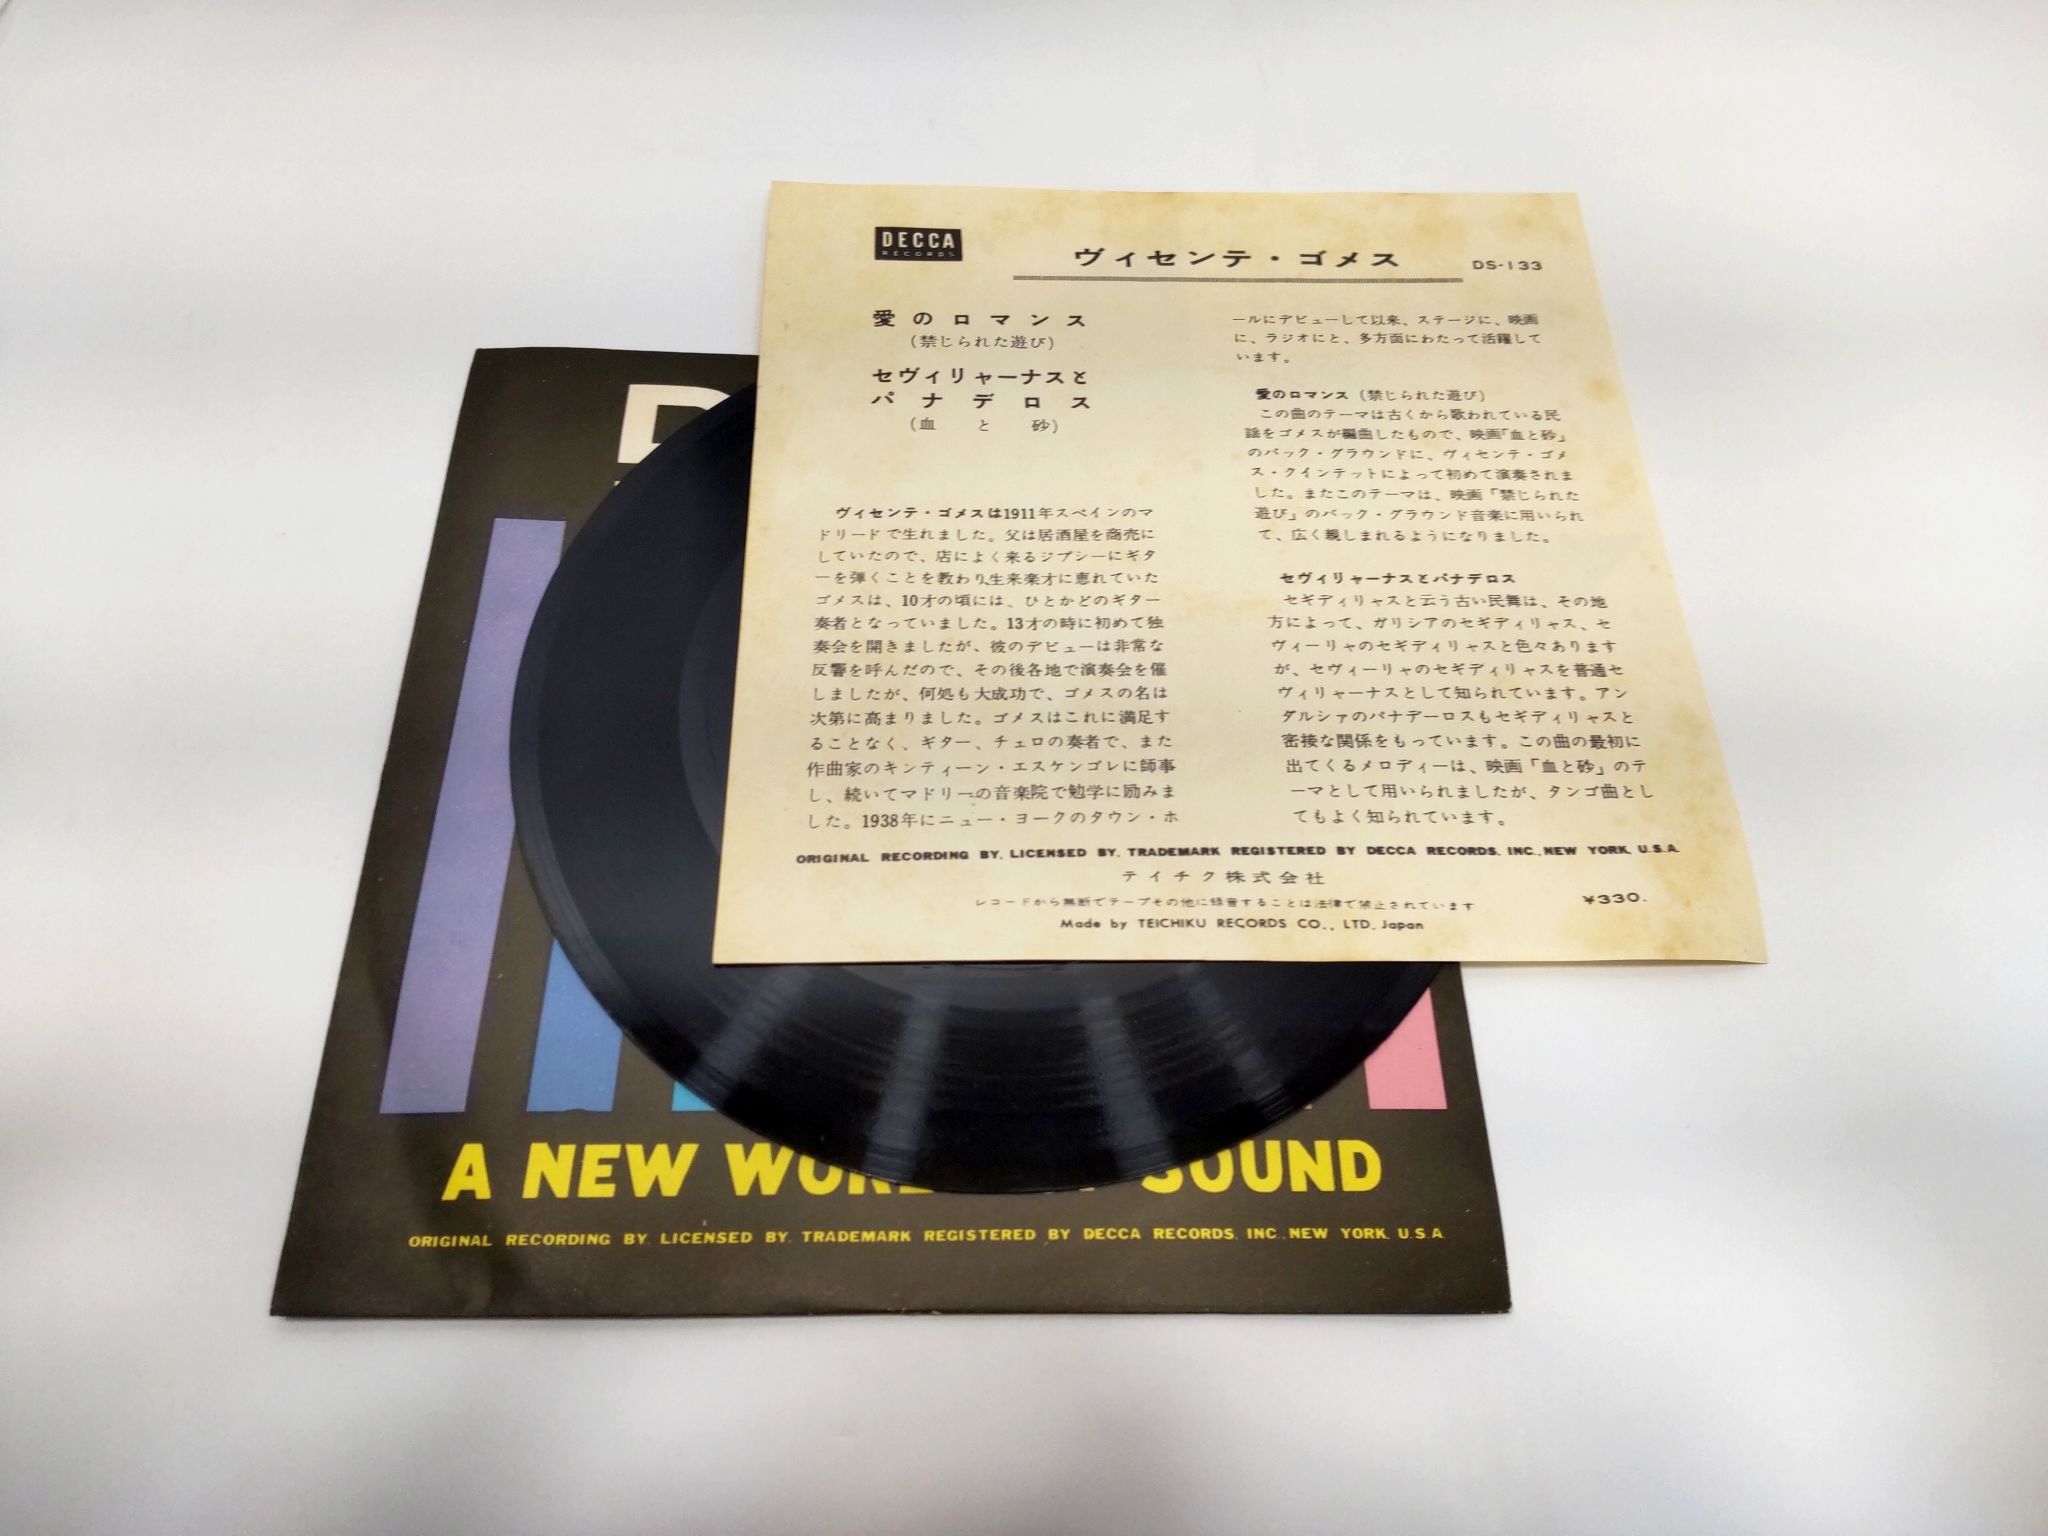 DECCA
RECORDS
ヴィセンテ・ゴメス
DS-133
愛のロマンス
(禁じられた遊び)
セヴィリャーナスと
パナデロス
(血と砂)
ヴィセンテ・ゴメスは1911年スペインのマ
ドリードで生れました。父は居酒屋を商売に
していたので、店によく来るジプシーにギタ
ーを弾くことを教わり、生来楽才に恵れていた
ゴメスは、10才の頃には、ひとかどのギター
奏者となっていました。13才の時に初めて独
奏会を開きましたが、彼のデビューは非常な
反響を呼んだので、その後各地で演奏会を催
しましたが、何処も大成功で、ゴメスの名は
次第に高まりました。ゴメスはこれに満足す
ることなく、ギター、チェロの奏者で、また
作曲家のキンティーン・エスケンゴレに師事
し、続いてマドリーの音楽院で勉学に励みま
した。1938年にニュー・ヨークのタウン・ホ
ールにデビューして以来、ステージに、映画
に、ラジオにと、多方面にわたって活躍して
います。
愛のロマンス(禁じられた遊び)
この曲のテーマは古くから歌われている民
謡をゴメスが編曲したもので、映画「血と砂」
のバック・グラウンドに、ヴィセンテ・ゴメ
ス・クインテットによって初めて演奏されま
した。またこのテーマは、映画「禁じられた
遊び」のバック・グラウンド音楽に用いられ
て、広く親しまれるようになりました。
セヴィリャーナスとパナデロス
セギディリャスと云う古い民舞は、その地
方によって、ガリシアのセギディリャス、セ
ヴィーリャのセギディリャスと色々あります
が、セヴィーリャのセギディリャスを普通セ
ヴィリャーナスとして知られています。アン
ダルシァのパナデーロスもセギディリャスと
密接な関係をもっています。この曲の最初に
出てくるメロディーは、映画「血と砂」のテ
ーマとして用いられましたが、タンゴ曲とし
てもよく知られています。
ORIGINAL RECORDING BY. LICENSED BY. TRADEMARK REGISTERED BY DECCA RECORDS. INC., NEW YORK. U.S.A.
テイチク株式会社
レコードから無断でテープその他に録音することは法律で禁止されています
¥330.
Made by TEICHIKU RECORDS CO., LTD. Japan
A NEW WORLD SOUND
ORIGINAL RECORDING BY. LICENSED BY. TRADEMARK REGISTERED BY DECCA RECORDS. INC., NEW YORK. U.S.A.